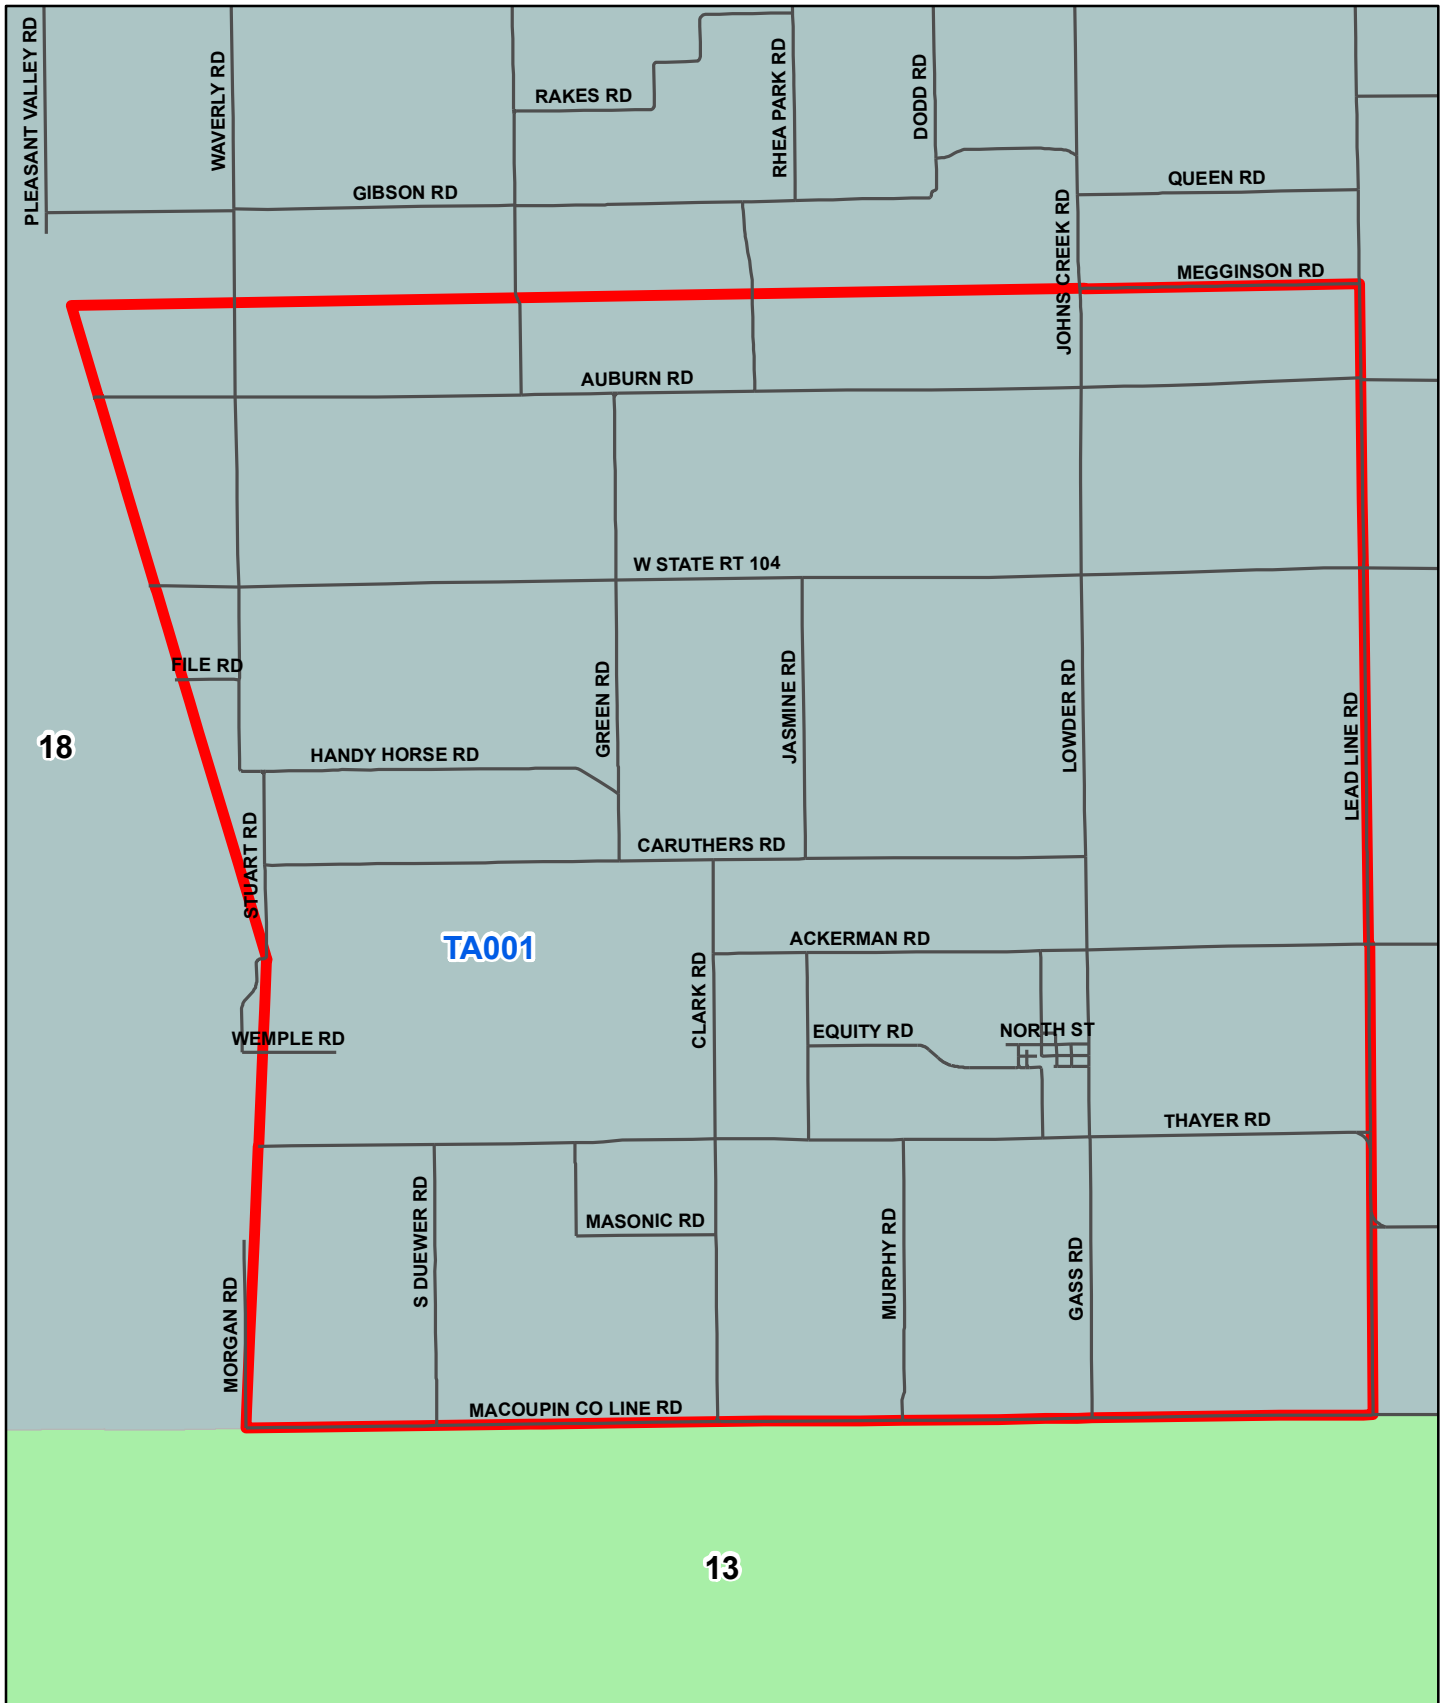 PLEASANT VALLEY RD
WAVERLY RD
RAKES RD
RHEA PARK RD
DODD RD
GIBSON RD
QUEEN RD
JOHNS CREEK RD
MEGGINSON RD
AUBURN RD
W STATE RT 104
FILE RD
GREEN RD
JASMINE RD
LOWDER RD
LEAD LINE RD
18
HANDY HORSE RD
STUART RD
CARUTHERS RD
TA001
ACKERMAN RD
CLARK RD
WEMPLE RD
EQUITY RD
NORTH ST
THAYER RD
S DUEWER RD
MASONIC RD
MURPHY RD
GASS RD
MORGAN RD
MACOUPIN CO LINE RD
13